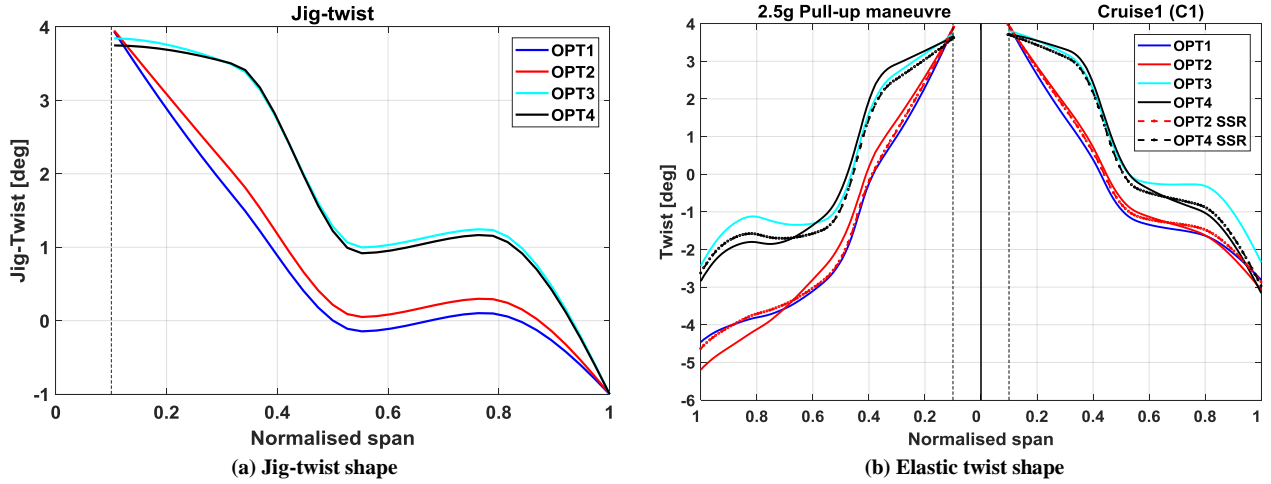 Jig-twist
4
3
2
1
0
-1
Jig-Twist [deg]
OPT1
OPT2
OPT3
OPT4
0 0.2 0.4 0.6 0.8 1
Normalised span
(a) Jig-twist shape
2.5g Pull-up maneuvre Cruise1 (C1)
4
3
2
1
0
-1
-2
-3
-4
-5
-6
Twist [deg]
OPT1
OPT2
OPT3
OPT4
OPT2 SSR
OPT4 SSR
1 0.8 0.6 0.4 0.2 0 0.2 0.4 0.6 0.8 1
Normalised span
(b) Elastic twist shape